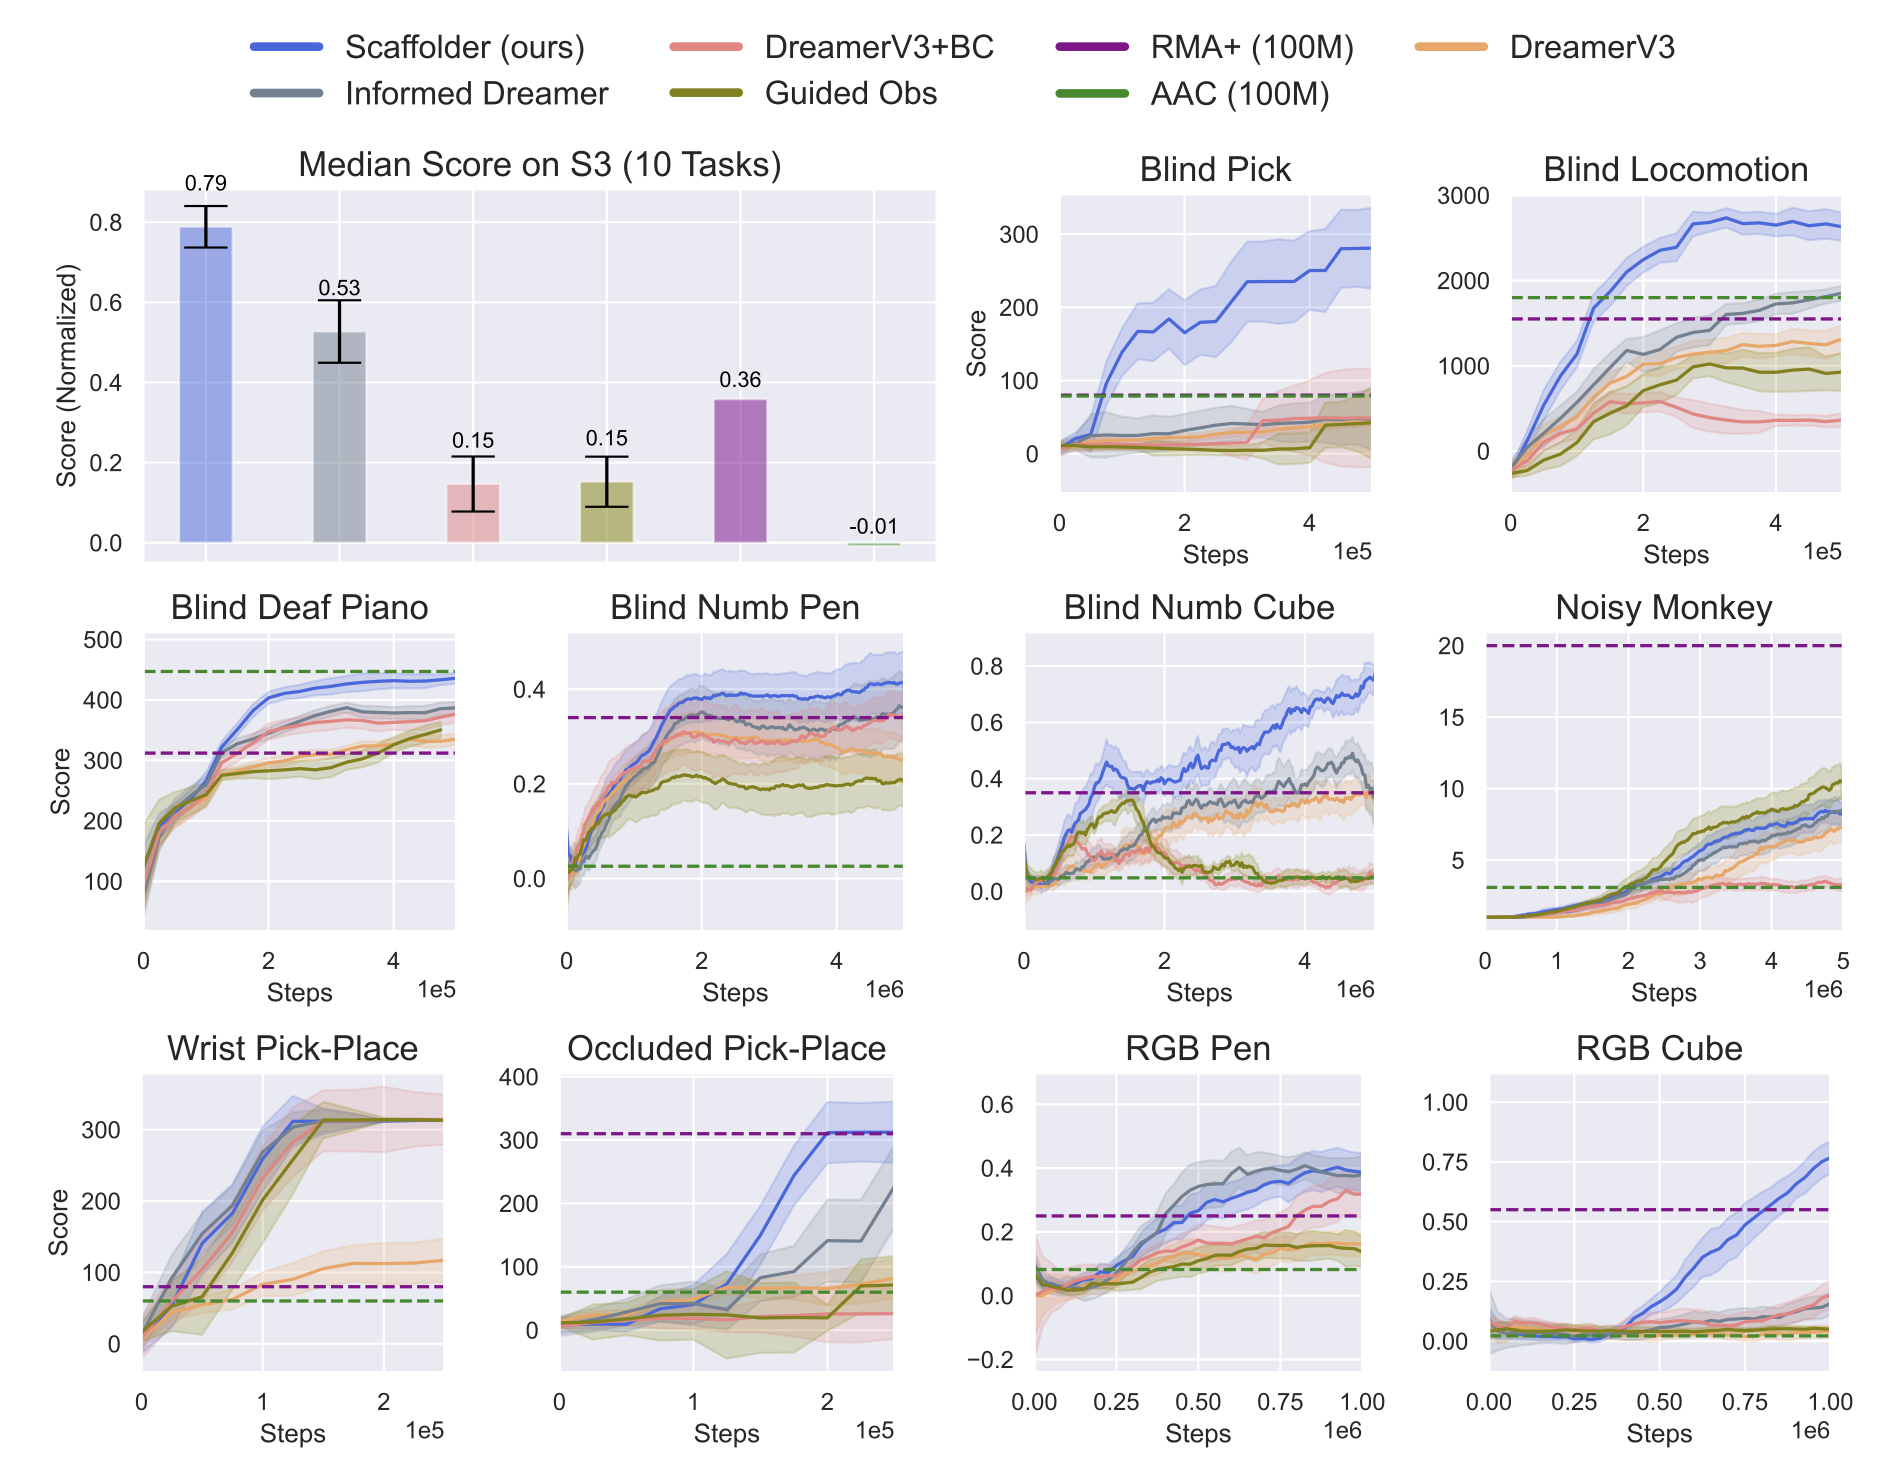 Scaffolder (ours) DreamerV3+BC RMA+ (100M) DreamerV3
Informed Dreamer Guided Obs AAC (100M)
Median Score on S3 (10 Tasks)
Score (Normalized)
0.8
0.6
0.4
0.2
0.0
0.79
0.53
0.15
0.15
0.36
-0.01
Blind Pick
Score
300
200
100
0
0 2 4
Steps 1e5
Blind Locomotion
3000
2000
1000
0
0 2 4
Steps 1e5
Blind Deaf Piano
Score
500
400
300
200
100
0 2 4
Steps 1e5
Blind Numb Pen
0.4
0.2
0.0
0 2 4
Steps 1e6
Blind Numb Cube
0.8
0.6
0.4
0.2
0.0
0 2 4
Steps 1e6
Noisy Monkey
20
15
10
5
0 1 2 3 4 5
Steps 1e6
Wrist Pick-Place
Score
300
200
100
0
0 1 2
Steps 1e5
Occluded Pick-Place
400
300
200
100
0
0 1 2
Steps 1e5
RGB Pen
0.6
0.4
0.2
0.0
−0.2
0.00 0.25 0.50 0.75 1.00
Steps 1e6
RGB Cube
1.00
0.75
0.50
0.25
0.00
0.00 0.25 0.50 0.75 1.00
Steps 1e6